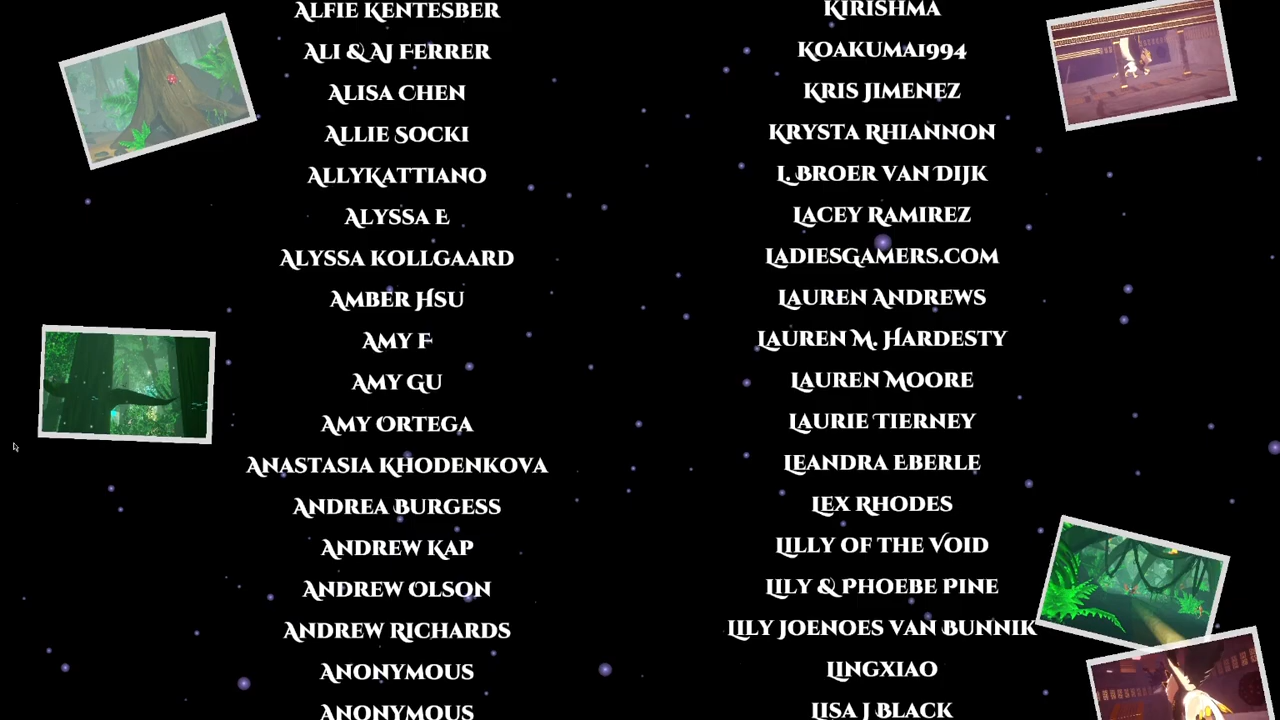 Alfie Kentesber
Ali & AJ Ferrer
Alisa Chen
Allie Socki
AllyKattiano
Alyssa E
Alyssa Kollgaard
Amber Hsu
Amy F
Amy Gu
Amy Ortega
Anastasia Khodenkova
Andrea Burgess
Andrew Kap
Andrew Olson
Andrew Richards
Anonymous
Anonymous
Kirishma
Koakuma1994
Kris Jimenez
Krysta Rhiannon
L. Broer van Dijk
Lacey Ramirez
LadiesGamers.com
Lauren Andrews
Lauren M. Hardesty
Lauren Moore
Laurie Tierney
Leandra Eberle
Lex Rhodes
Lilly of the Void
Lily & Phoebe Pine
Lily Joenoes van Bunnik
Lingxiao
Lisa J Black